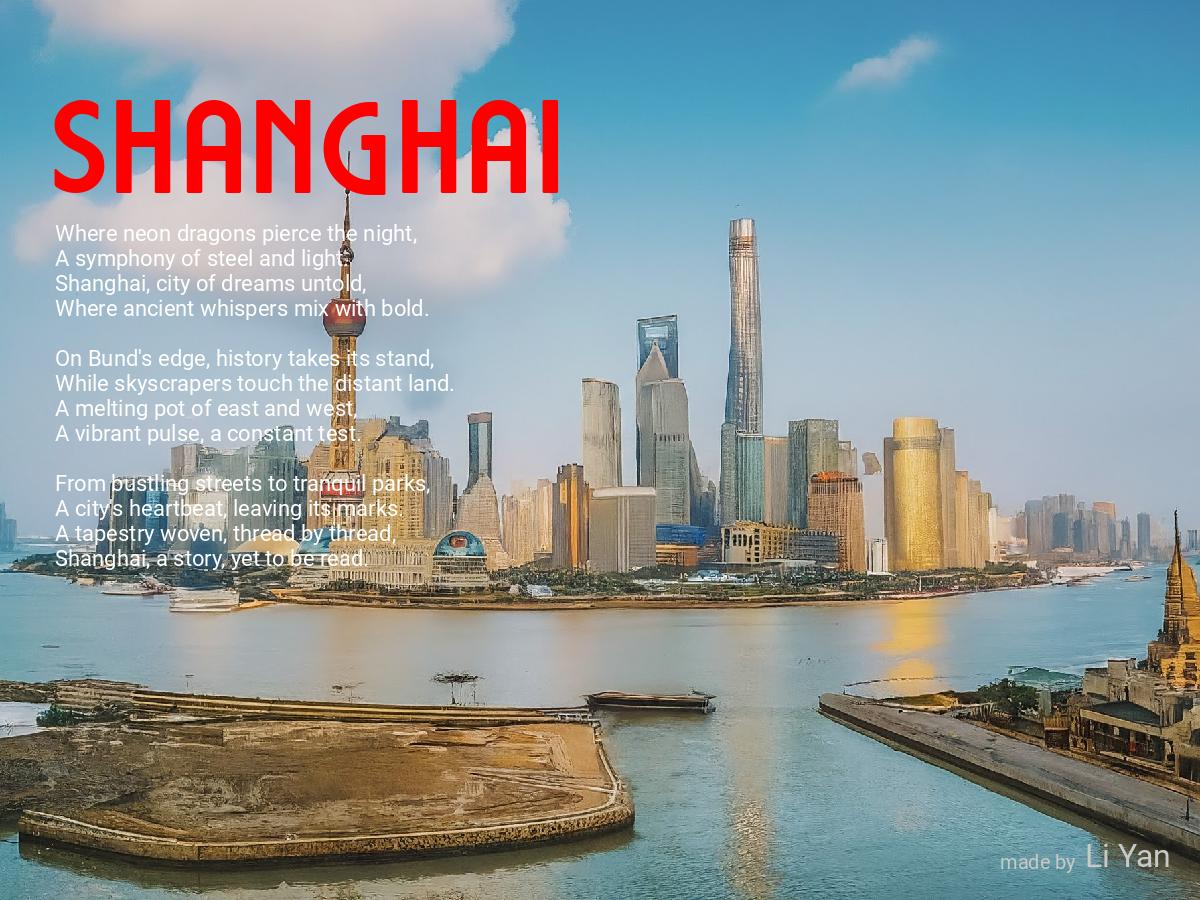 SHANGHAI
Where neon dragons pierce the night,
A symphony of steel and light.
Shanghai, city of dreams untold,
Where ancient whispers mix with bold.
On Bund's edge, history takes its stand,
While skyscrapers touch the distant land.
A melting pot of east and west,
A vibrant pulse, a constant test.
From bustling streets to tranquil parks,
A city's heartbeat, leaving its marks.
A tapestry woven, thread by thread,
Shanghai, a story, yet to be read.
made by Li Yan